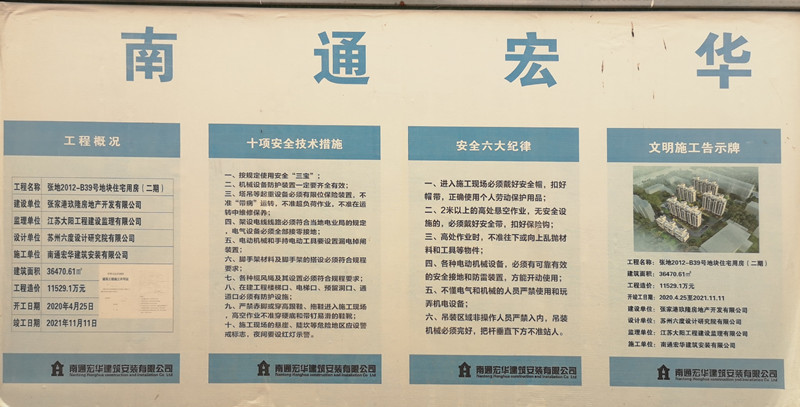 南通宏华
工程概况
工程名称 张地2012-B39号地块住宅用房（二期）
建设单位 张家港玖隆房地产开发有限公司
监理单位 江苏大阳工程建设监理有限公司
设计单位 苏州六度设计研究院有限公司
施工单位 南通宏华建筑安装有限公司
建筑面积 36470.61㎡
工程造价 11529.1万元
开工日期 2020年4月25日
竣工日期 2021年11月11日
南通宏华建筑安装有限公司
Nantong Honghua construction and installation Co. Ltd
十项安全技术措施
一、按规定使用安全“三宝”；
二、机械设备防护装置一定要齐全有效；
三、塔吊等起重设备必须有限位保险装置，不
准“带病”运转，不准超负荷作业，不准在运
转中维修保养；
四、架设电线线路必须符合当地电业局的规定
，电气设备必须全部接零接地；
五、电动机械和手持电动工具要设置漏电掉闸
装置；
六、脚手架材料及脚手架的搭设必须符合规程
要求；
七、各种缆风绳及其设置必须符合规程要求；
八、在建工程楼梯口、电梯口、预留洞口、通
道口必须有防护设施；
九、严禁赤脚或穿高跟鞋、拖鞋进入施工现场
，高空作业不准穿硬底和带钉易滑的鞋靴；
十、施工现场的悬崖、陡坎等危险地区应设警
戒标志，夜间要设红灯示警。
南通宏华建筑安装有限公司
Nantong Honghua construction and installation Co. Ltd
安全六大纪律
一、进入施工现场必须戴好安全帽，扣好
帽带，正确使用个人劳动保护用品；
二、2米以上的高处悬空作业，无安全设
施的，必须戴好安全带，扣好保险钩；
三、高处作业时，不准往下或向上乱抛材
料和工具等物件；
四、各种电动机械设备，必须有可靠有效
的安全接地和防雷装置，方能开动使用；
五、不懂电气和机械的人员严禁使用和玩
弄机电设备；
六、吊装区域非操作人员严禁入内，吊装
机械必须完好，把杆垂直下方不准站人。
南通宏华建筑安装有限公司
Nantong Honghua construction and installation Co. Ltd
文明施工告示牌
工程名称：张地2012-B39号地块住宅用房（二期）
建筑面积：36470.61㎡
工程造价：11529.1万元
开竣工日期：2020.4.25至2021.11.11
建设单位：张家港玖隆房地产开发有限公司
设计单位：苏州六度设计研究院有限公司
监理单位：江苏大阳工程建设监理有限公司
施工单位：南通宏华建筑安装有限公司
南通宏华建筑安装有限公司
Nantong Honghua construction and installation Co. Ltd